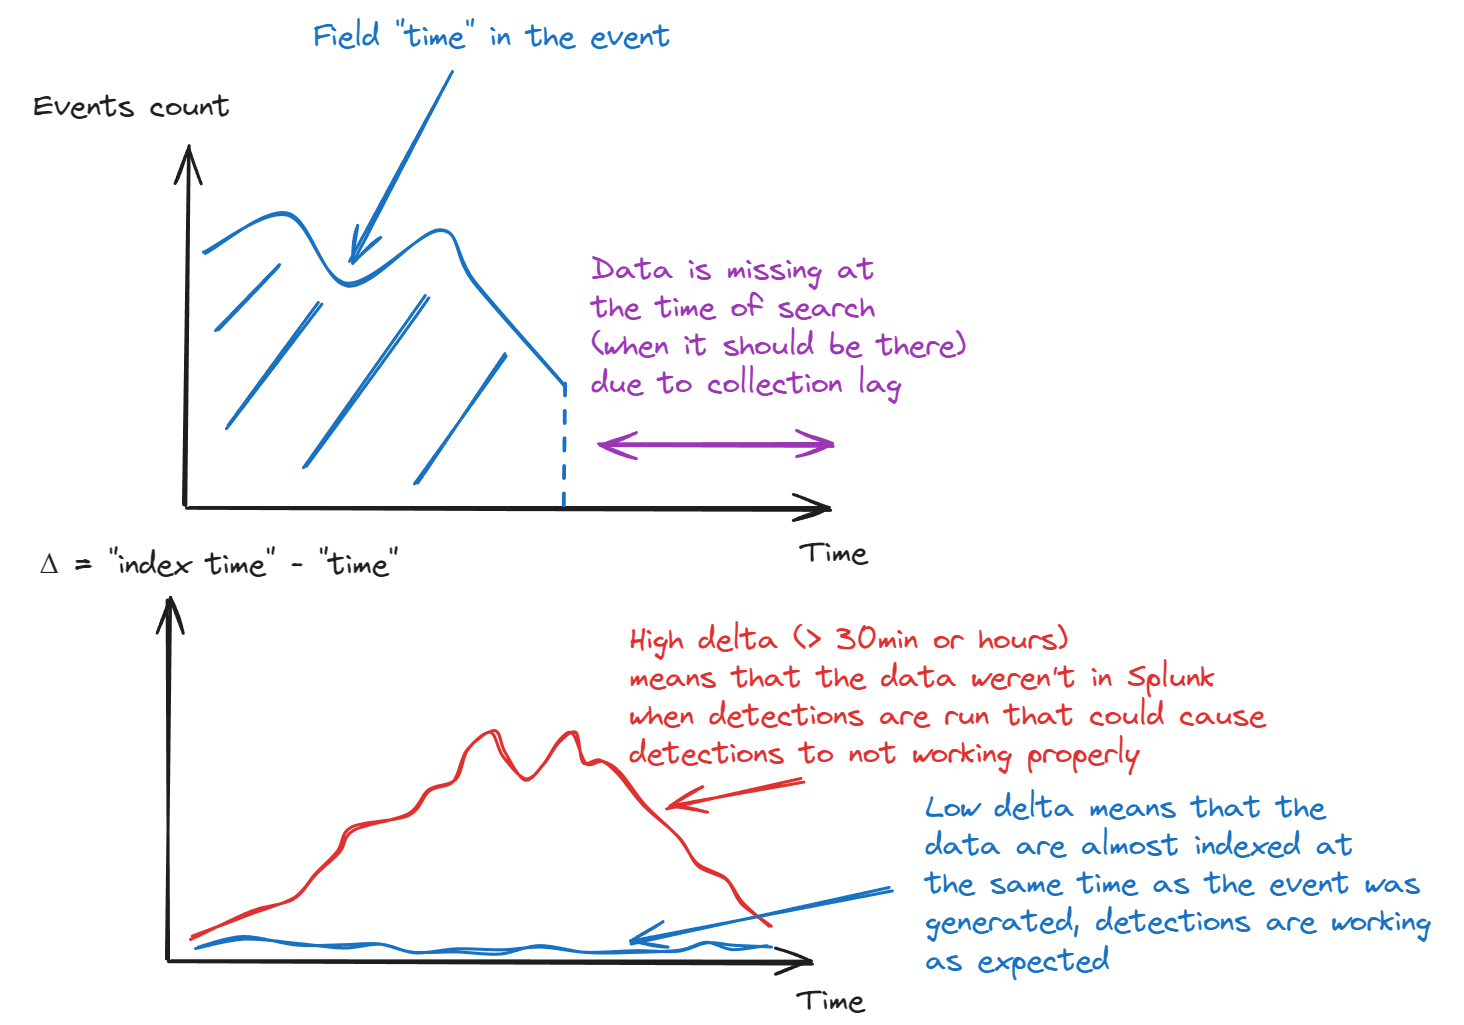 Field "time" in the event
Events count
Data is missing at
the time of search
(when it should be there)
due to collection lag
Time
Δ = "index time" - "time"
High delta (> 30min or hours)
means that the data weren't in Splunk
when detections are run that could cause
detections to not working properly
Low delta means that the
data are almost indexed at
the same time as the event was
generated, detections are working
as expected
Time